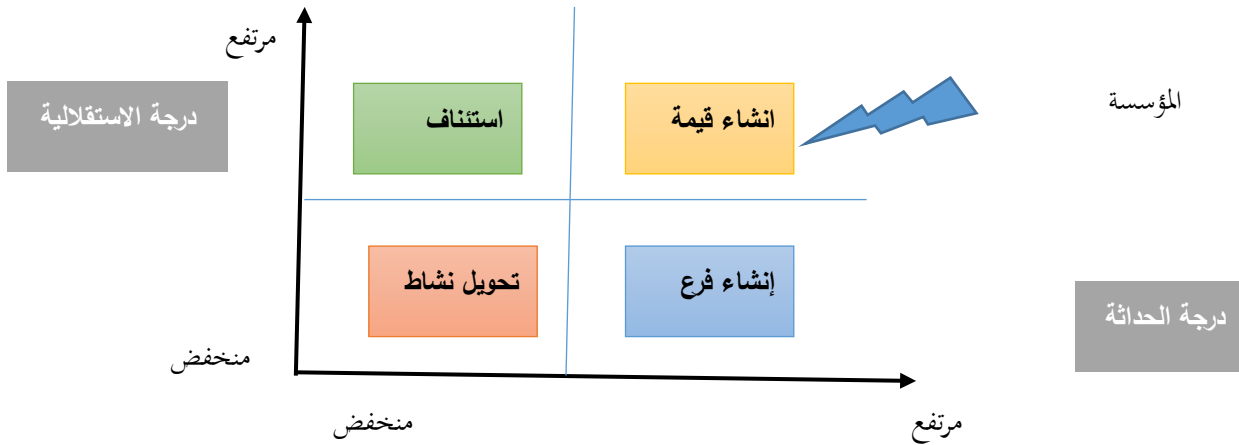 مرتفع
المؤسسة
درجة الاستقلالية
استئناف
انشاء قيمة
تحويل نشاط
إنشاء فرع
درجة الحداثة
منخفض
منخفض
مرتفع